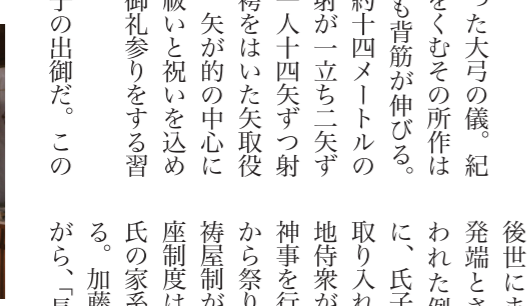 った大弓の儀。紀
をくむその所作は
も背筋が伸びる。
約十四メートルの
射が一立ち二矢ず
一人十四矢ずつ射
袴をはいた矢取役
矢が的の中心に
祓いと祝いを込め
御礼参りをする習
子の出御だ。この
後世にま
発端とさ
われた例
に、氏子
取り入れ
地侍衆が
神事を行
から祭り
祷屋制が
座制度は
氏の家系
る。加藤
がら、「長